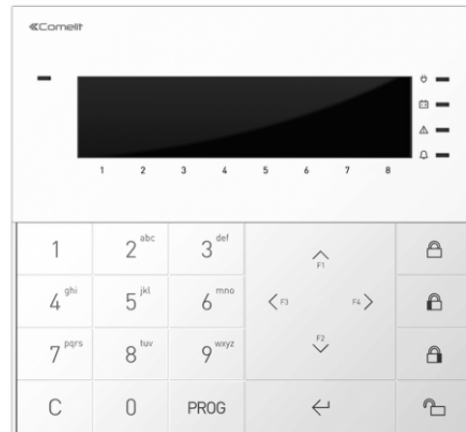 Comelit
1 2 3 4 5 6 7 8
1 2 abc 3 def F1
4 ghi 5 jkl 6 mno F3 F4
7 pqrs 8 tuv 9 wxyz F2
C 0 PROG